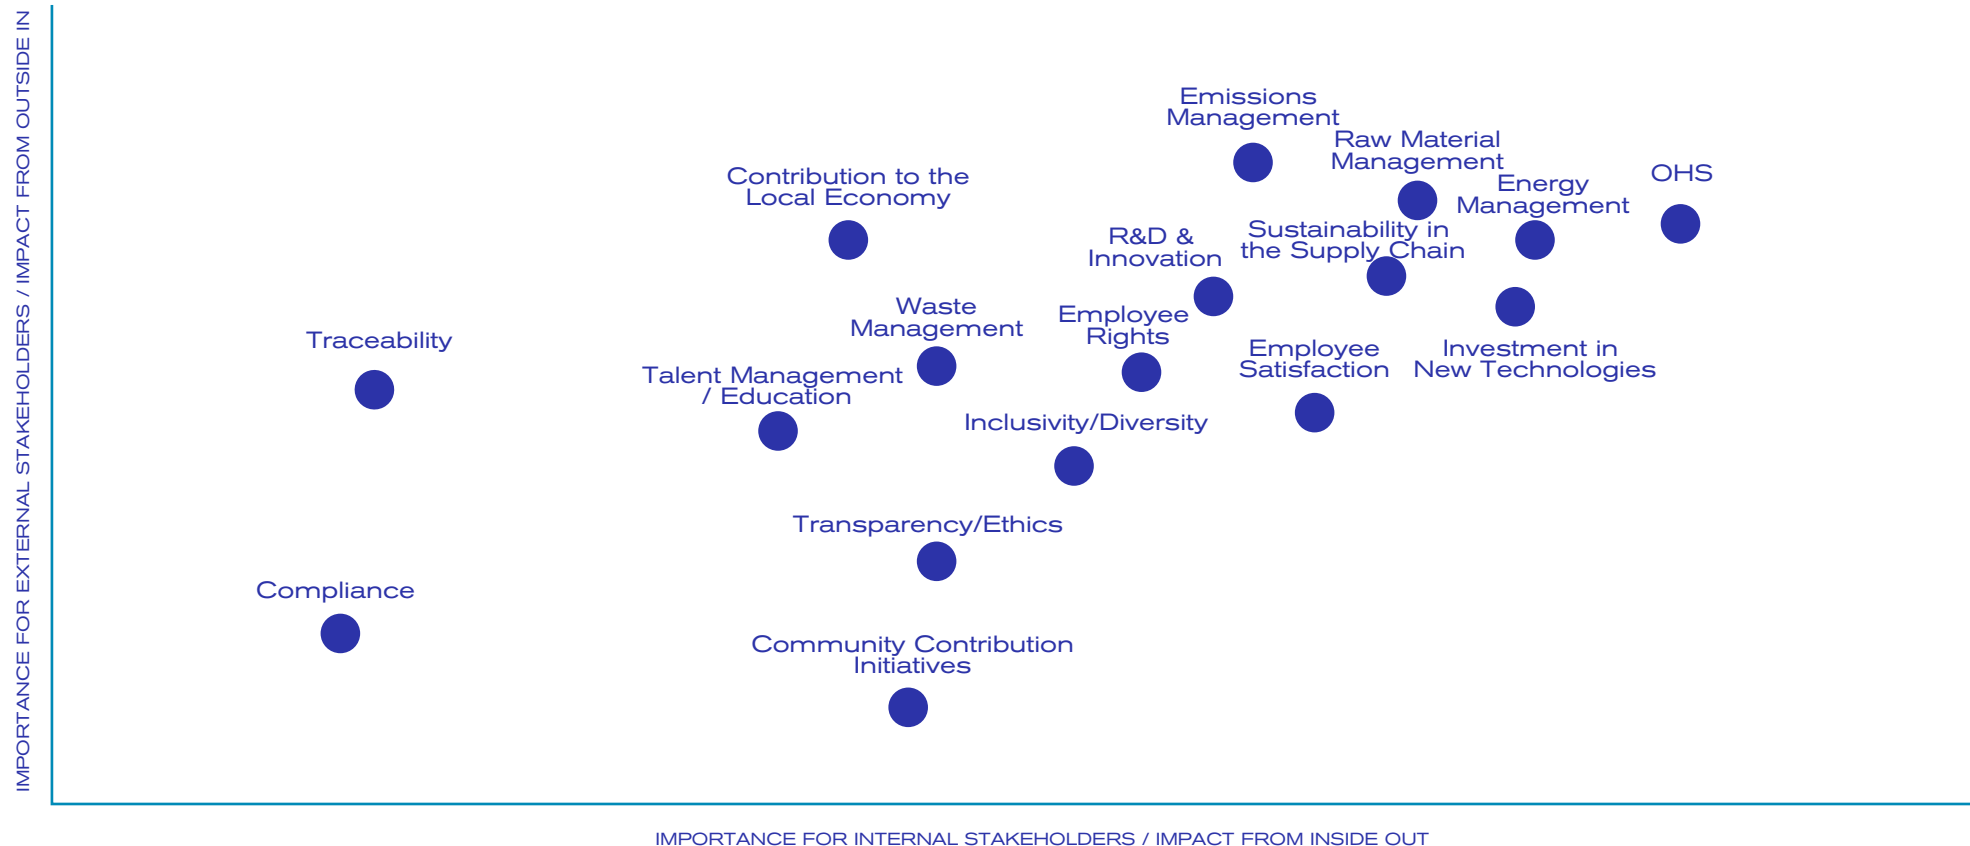 IMPORTANCE FOR EXTERNAL STAKEHOLDERS / IMPACT FROM OUTSIDE IN
Emissions
Management
Raw Material
Management
OHS
Contribution to the
Local Economy
Energy
Management
R&D &
Innovation
Sustainability in
the Supply Chain
Waste
Management
Employee
Rights
Traceability
Employee
Satisfaction
Investment in
New Technologies
Talent Management
/ Education
Inclusivity/Diversity
Transparency/Ethics
Compliance
Community Contribution
Initiatives
IMPORTANCE FOR INTERNAL STAKEHOLDERS / IMPACT FROM INSIDE OUT